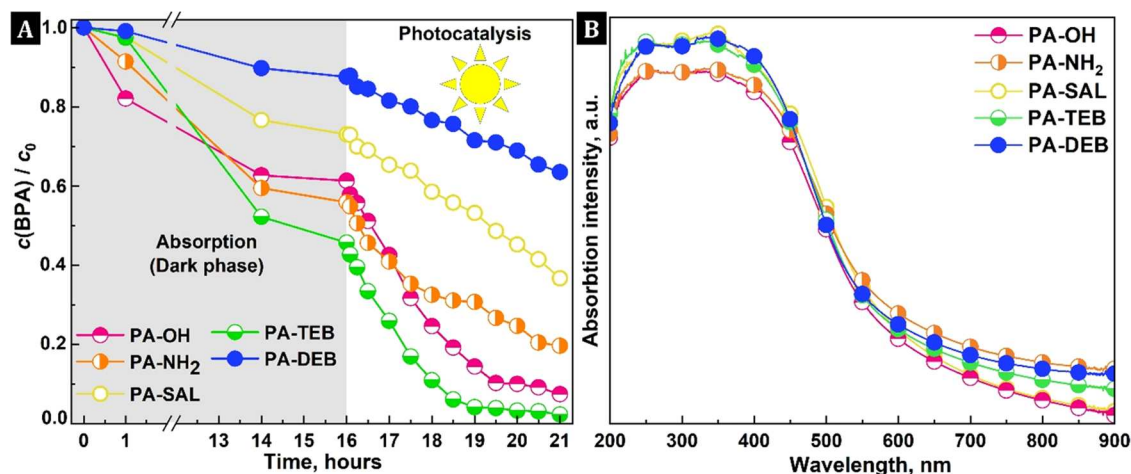 A
Photocatalysis
Absorption
(Dark phase)
PA-OH
PA-NH₂
PA-SAL
PA-TEB
PA-DEB
c(BPA) / c₀
1.0
0.8
0.6
0.4
0.2
0.0
0 1 13 14 15 16 17 18 19 20 21
Time, hours
B
PA-OH
PA-NH₂
PA-SAL
PA-TEB
PA-DEB
Absorbtion intensity, a.u.
200 300 400 500 600 700 800 900
Wavelength, nm